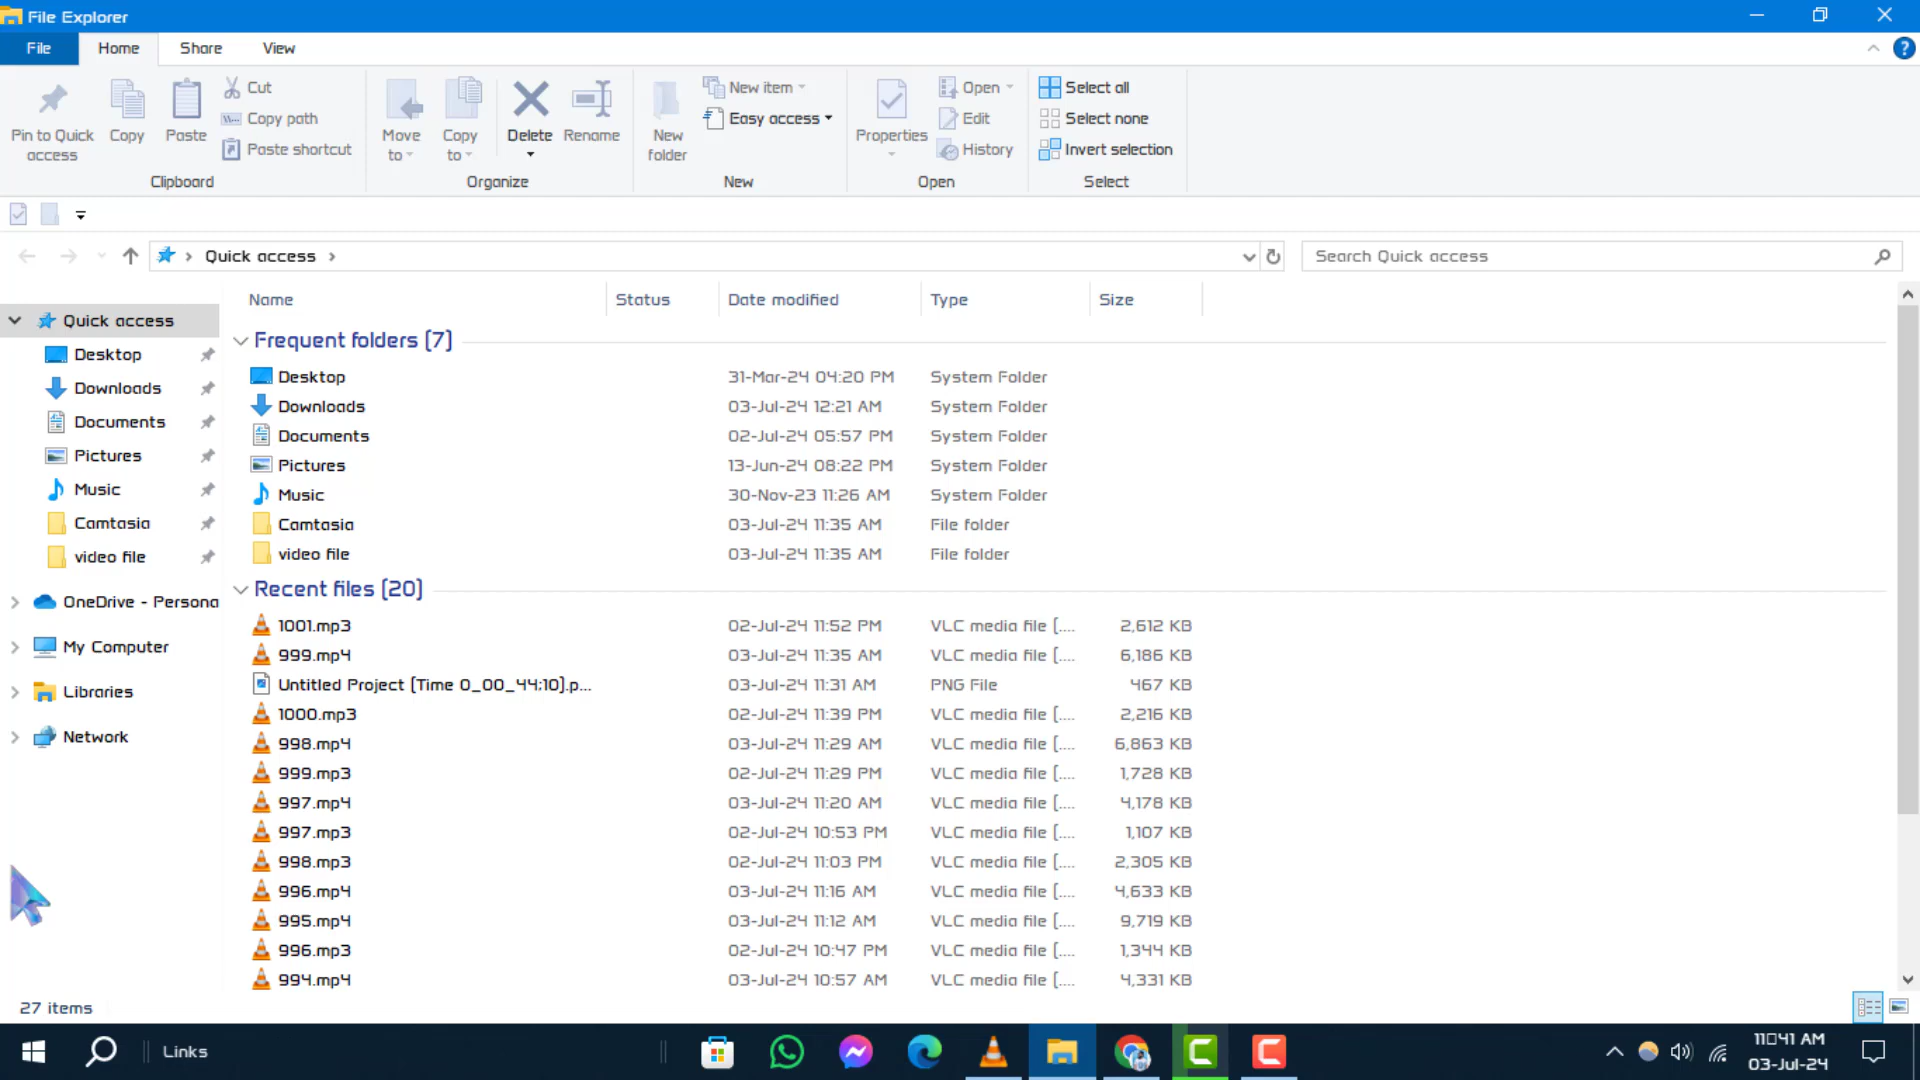 File Explorer
File Home Share View
Pin to Quick access
Copy
Paste
Cut
Copy path
Paste shortcut
Clipboard
Move to
Copy to
Delete
Rename
Organize
New folder
New item
Easy access
New
Properties
Open
Edit
History
Open
Select all
Select none
Invert selection
Select
Quick access
Search Quick access
Quick access
Desktop
Downloads
Documents
Pictures
Music
Camtasia
video file
OneDrive - Persona
My Computer
Libraries
Network
Name Status Date modified Type Size
Frequent folders (7)
Desktop 31-Mar-24 04:20 PM System Folder
Downloads 03-Jul-24 12:21 AM System Folder
Documents 02-Jul-24 05:57 PM System Folder
Pictures 13-Jun-24 08:22 PM System Folder
Music 30-Nov-23 11:26 AM System Folder
Camtasia 03-Jul-24 11:35 AM File folder
video file 03-Jul-24 11:35 AM File folder
Recent files (20)
1001.mp3 02-Jul-24 11:52 PM VLC media file (.... 2,612 KB
999.mp4 03-Jul-24 11:35 AM VLC media file (.... 6,186 KB
Untitled Project (Time 0_00_44;10).p... 03-Jul-24 11:31 AM PNG File 467 KB
1000.mp3 02-Jul-24 11:39 PM VLC media file (.... 2,216 KB
998.mp4 03-Jul-24 11:29 AM VLC media file (.... 6,863 KB
999.mp3 02-Jul-24 11:29 PM VLC media file (.... 1,728 KB
997.mp4 03-Jul-24 11:20 AM VLC media file (.... 4,178 KB
997.mp3 02-Jul-24 10:53 PM VLC media file (.... 1,107 KB
998.mp3 02-Jul-24 11:03 PM VLC media file (.... 2,305 KB
996.mp4 03-Jul-24 11:16 AM VLC media file (.... 4,633 KB
995.mp4 03-Jul-24 11:12 AM VLC media file (.... 9,719 KB
996.mp3 02-Jul-24 10:47 PM VLC media file (.... 1,344 KB
994.mp4 03-Jul-24 10:57 AM VLC media file (.... 4,331 KB
27 items
Links
11□41 AM
03-Jul-24